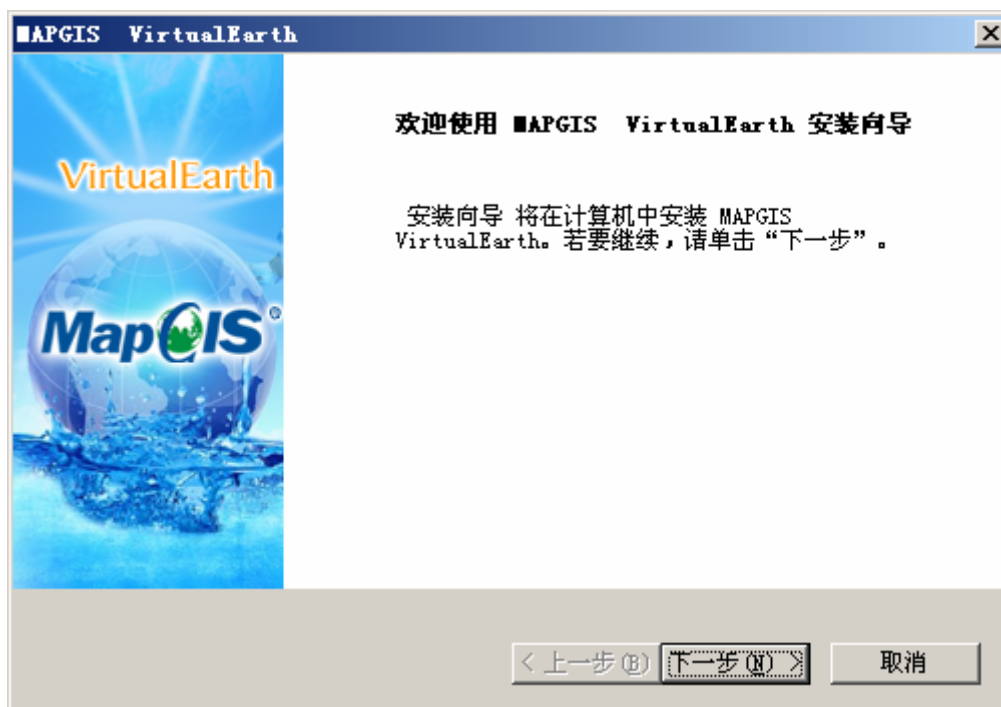 MAPGIS VirtualEarth
VirtualEarth
MapGIS®
欢迎使用 MAPGIS VirtualEarth 安装向导
安装向导 将在计算机中安装 MAPGIS
VirtualEarth。若要继续，请单击“下一步”。
< 上一步(B)
下一步(N) >
取消